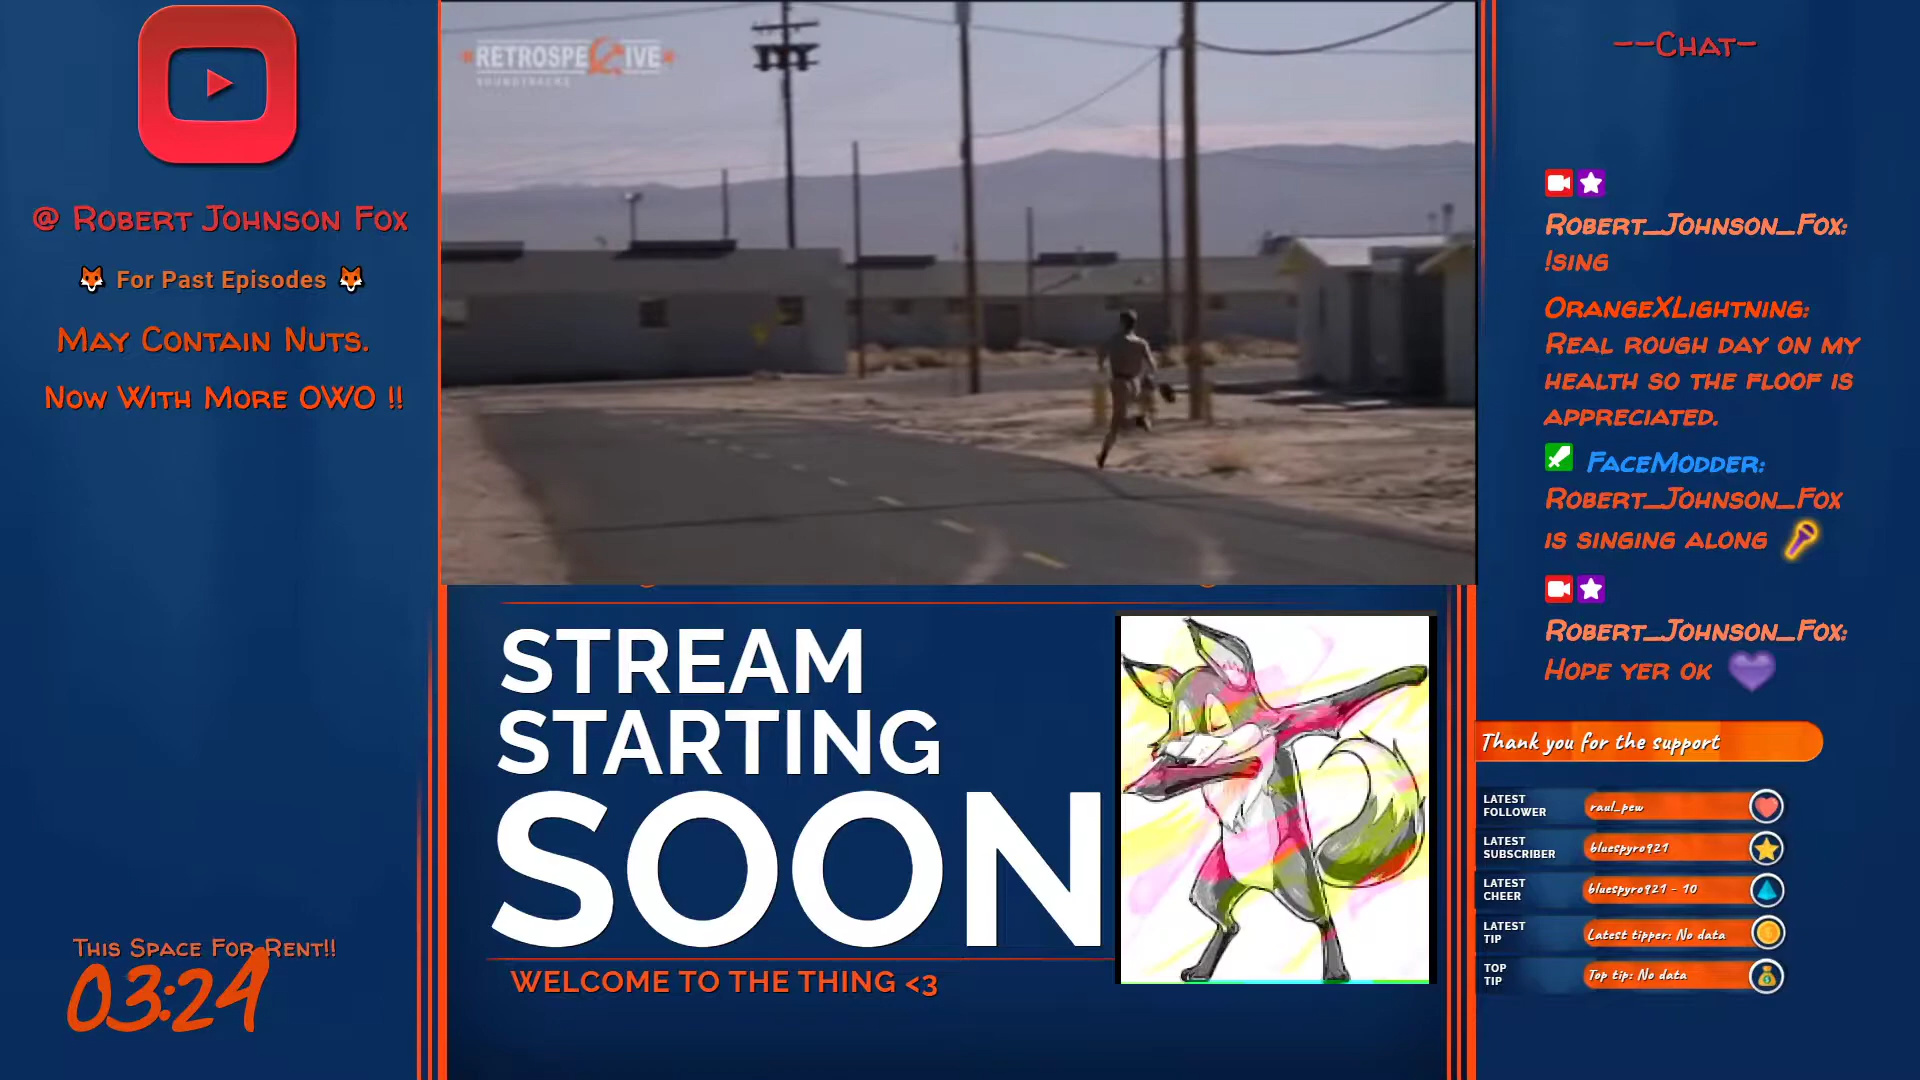 @ Robert Johnson Fox
For Past Episodes
May Contain Nuts.
Now With More OWO !!
This Space For Rent!!
03:24
RETROSPE IVE
SOUNDTRACKS
STREAM
STARTING
SOON
WELCOME TO THE THING <3
--Chat-
Robert_Johnson_Fox:
!sing
OrangeXLightning:
Real rough day on my
health so the floof is
appreciated.
FaceModder:
Robert_Johnson_Fox
is singing along
Robert_Johnson_Fox:
Hope yer ok
Thank you for the support
LATEST
FOLLOWER
raul_pew
LATEST
SUBSCRIBER
bluespyro921
LATEST
CHEER
bluespyro921 - 10
LATEST
TIP
Latest tipper: No data
TOP
TIP
Top tip: No data